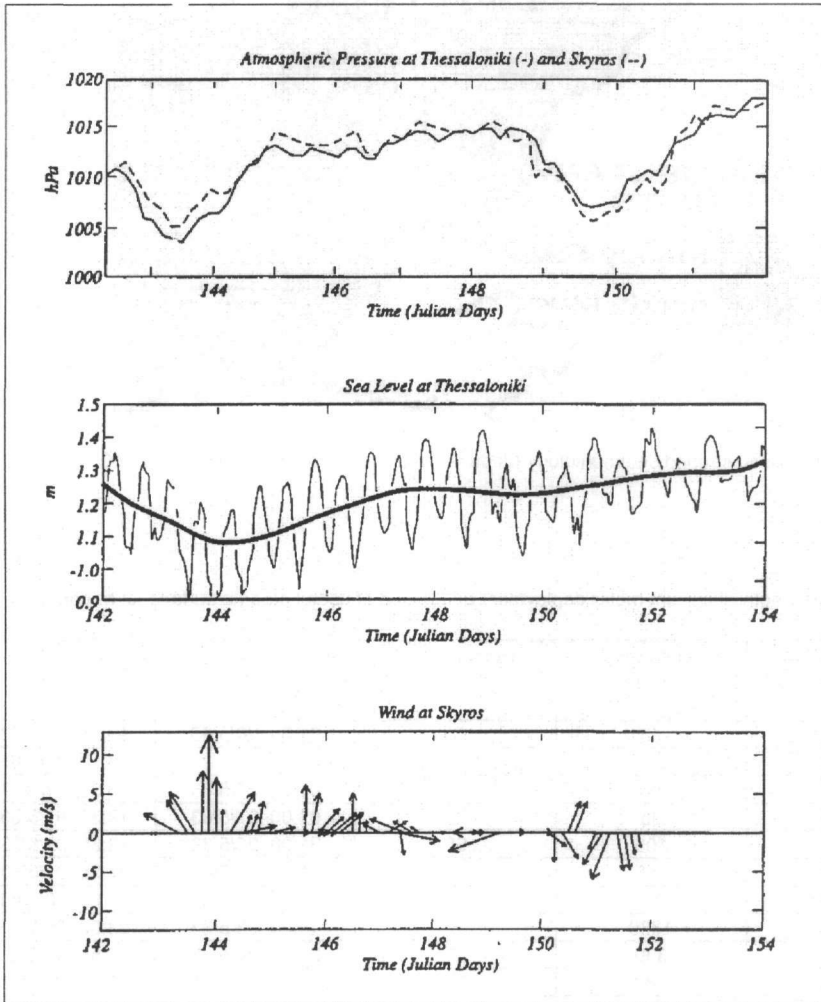 Atmospheric Pressure at Thessaloniki (-) and Skyros (--)
1020
1015
1010
1005
1000
hPa
144 146 148 150
Time (Julian Days)
Sea Level at Thessaloniki
1.5
1.4
1.3
1.2
1.1
-1.0
0.9
m
142 144 146 148 150 152 154
Time (Julian Days)
Wind at Skyros
10
5
0
-5
-10
Velocity (m/s)
142 144 146 148 150 152 154
Time (Julian Days)